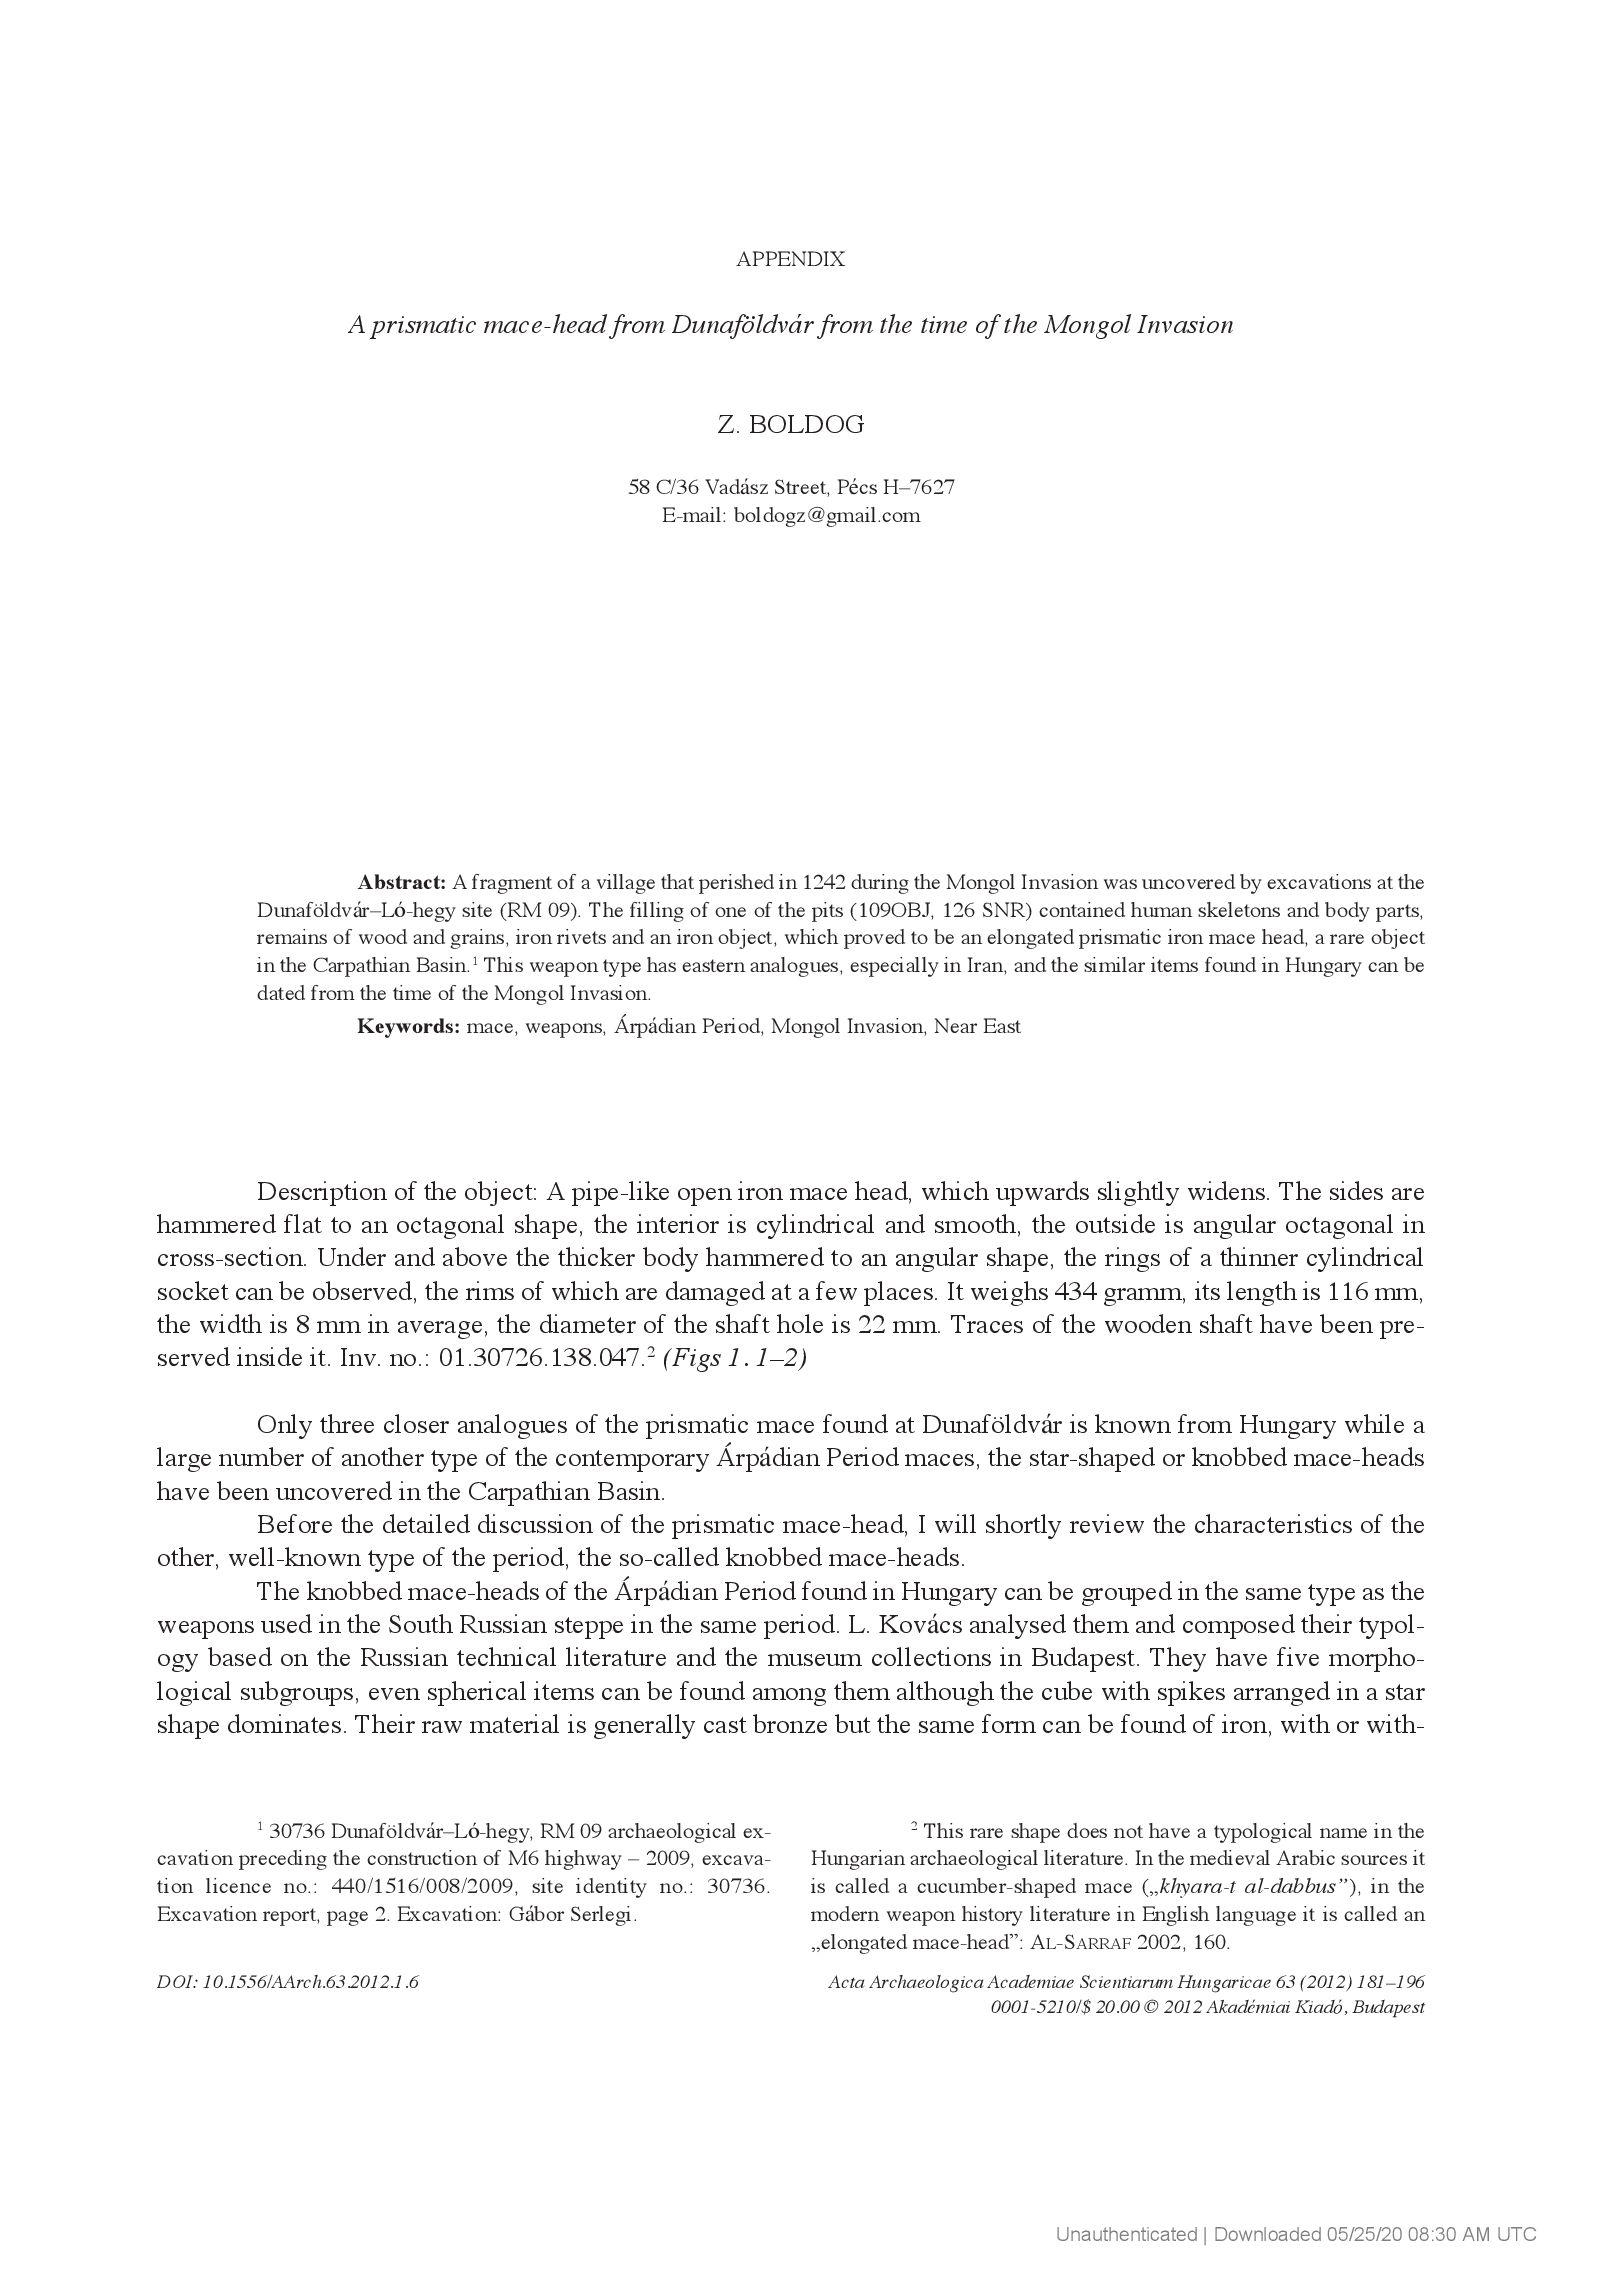 APPENDIX
A prismatic mace-head from Dunaföldvár from the time of the Mongol Invasion
Z. BOLDOG
58 C/36 Vadász Street, Pécs H–7627
E-mail: boldogz@gmail.com
Abstract: A fragment of a village that perished in 1242 during the Mongol Invasion was uncovered by excavations at the
Dunaföldvár–Ló-hegy site (RM 09). The filling of one of the pits (109OBJ, 126 SNR) contained human skeletons and body parts,
remains of wood and grains, iron rivets and an iron object, which proved to be an elongated prismatic iron mace head, a rare object
in the Carpathian Basin.1 This weapon type has eastern analogues, especially in Iran, and the similar items found in Hungary can be
dated from the time of the Mongol Invasion.
Keywords: mace, weapons, Árpádian Period, Mongol Invasion, Near East
Description of the object: A pipe-like open iron mace head, which upwards slightly widens. The sides are
hammered flat to an octagonal shape, the interior is cylindrical and smooth, the outside is angular octagonal in
cross-section. Under and above the thicker body hammered to an angular shape, the rings of a thinner cylindrical
socket can be observed, the rims of which are damaged at a few places. It weighs 434 gramm, its length is 116 mm,
the width is 8 mm in average, the diameter of the shaft hole is 22 mm. Traces of the wooden shaft have been pre-
served inside it. Inv. no.: 01.30726.138.047.2 (Figs 1. 1–2)
Only three closer analogues of the prismatic mace found at Dunaföldvár is known from Hungary while a
large number of another type of the contemporary Árpádian Period maces, the star-shaped or knobbed mace-heads
have been uncovered in the Carpathian Basin.
Before the detailed discussion of the prismatic mace-head, I will shortly review the characteristics of the
other, well-known type of the period, the so-called knobbed mace-heads.
The knobbed mace-heads of the Árpádian Period found in Hungary can be grouped in the same type as the
weapons used in the South Russian steppe in the same period. L. Kovács analysed them and composed their typol-
ogy based on the Russian technical literature and the museum collections in Budapest. They have five morpho-
logical subgroups, even spherical items can be found among them although the cube with spikes arranged in a star
shape dominates. Their raw material is generally cast bronze but the same form can be found of iron, with or with-
1 30736 Dunaföldvár–Ló-hegy, RM 09 archaeological ex-
cavation preceding the construction of M6 highway – 2009, excava-
tion licence no.: 440/1516/008/2009, site identity no.: 30736.
Excavation report, page 2. Excavation: Gábor Serlegi.
2 This rare shape does not have a typological name in the
Hungarian archaeological literature. In the medieval Arabic sources it
is called a cucumber-shaped mace („khyara-t al-dabbus”), in the
modern weapon history literature in English language it is called an
„elongated mace-head”: AL-SARRAF 2002, 160.
DOI: 10.1556/AArch.63.2012.1.6
Acta Archaeologica Academiae Scientiarum Hungaricae 63 (2012) 181–196
0001-5210/$ 20.00 © 2012 Akadémiai Kiadó, Budapest
Unauthenticated | Downloaded 05/25/20 08:30 AM UTC